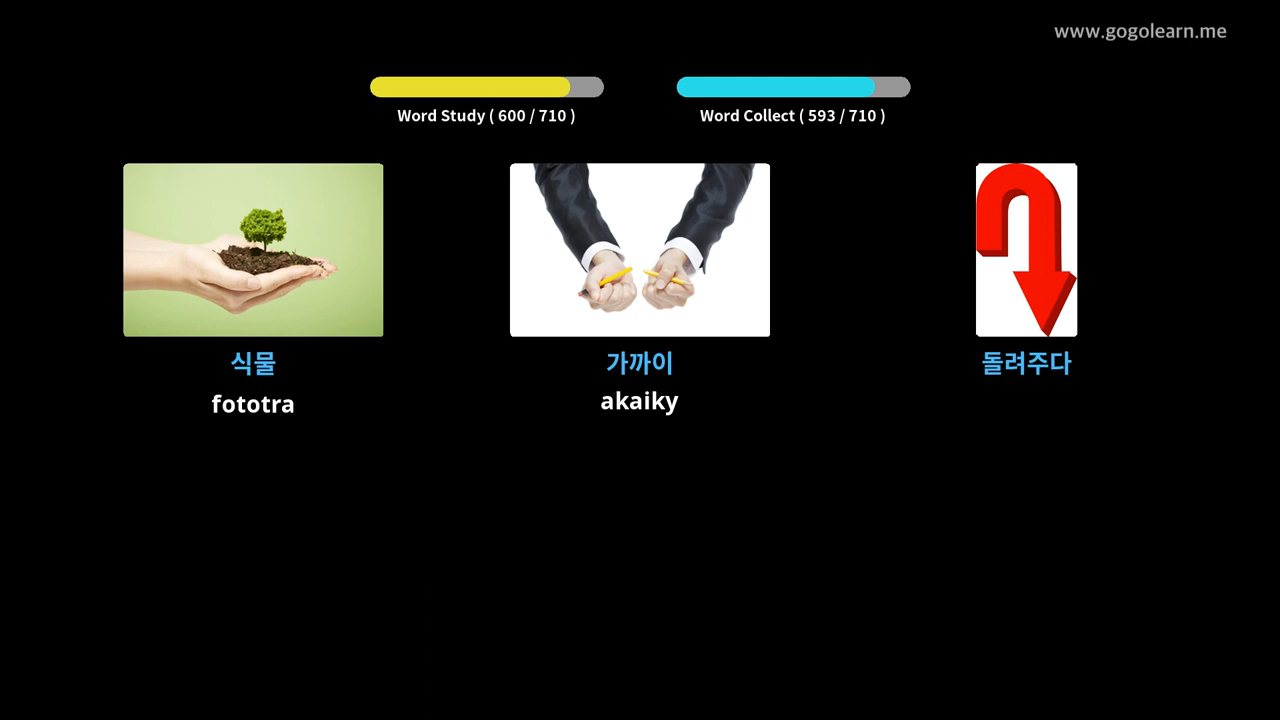 www.gogolearn.me
Word Study ( 600 / 710 )
Word Collect ( 593 / 710 )
식물
fototra
가까이
akaiky
돌려주다